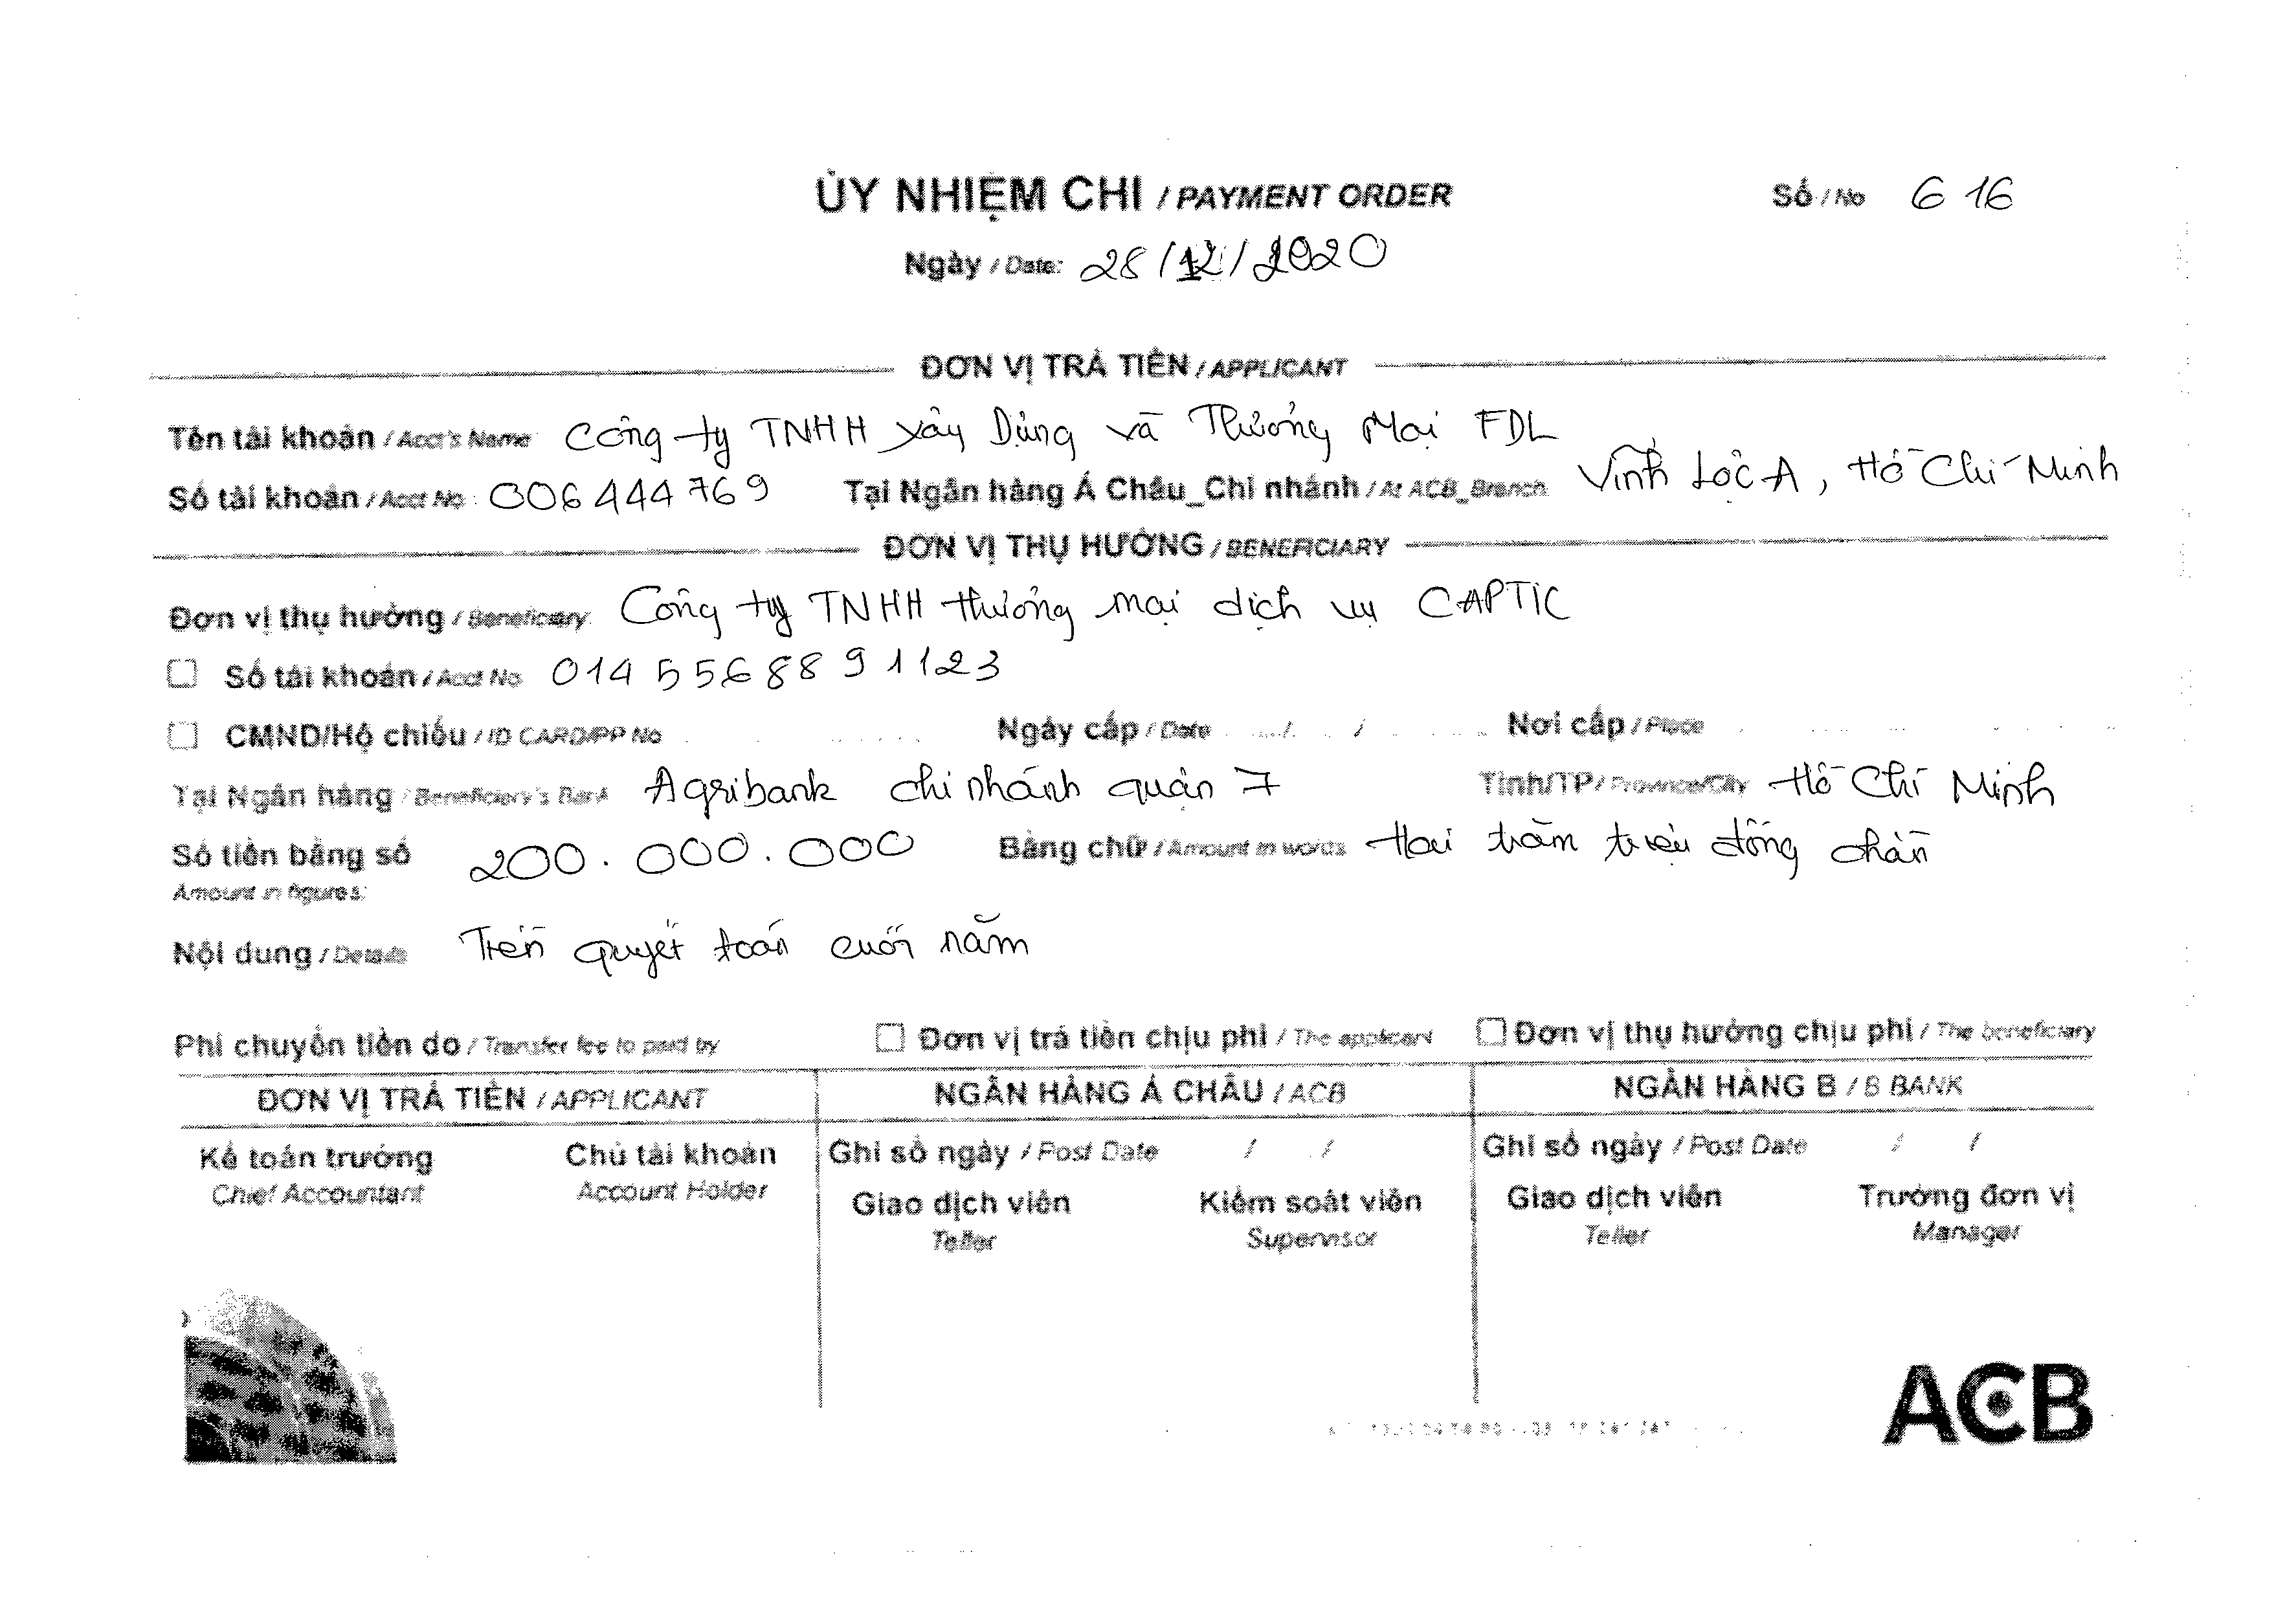 ỦY NHIỆM CHI / PAYMENT ORDER Số / No 616
Ngày / Date: 28/12/2020
ĐƠN VỊ TRẢ TIỀN / APPLICANT
Tên tài khoản / Acct's Name Công ty TNHH Xây Dựng và Thương Mại FDL
Số tài khoản / Acct No : 006444769 Tại Ngân hàng Á Châu_Chi nhánh / At ACB_Branch Vĩnh Lộc A, Hồ Chí Minh
ĐƠN VỊ THỤ HƯỞNG / BENEFICIARY
Đơn vị thụ hưởng / Beneficiary: Công ty TNHH thương mại dịch vụ CAPTIC
Số tài khoản / Acct No 0145568891123
CMND/Hộ chiếu / ID CARD/PP No Ngày cấp / Date / / Nơi cấp / Place
Tại Ngân hàng / Beneficiary's Bank Agribank chi nhánh quận 7 Tỉnh/TP / Province/City Hồ Chí Minh
Số tiền bằng số 200.000.000 Bằng chữ / Amount in words Hai trăm triệu đồng chẵn
Amount in figures:
Nội dung / Details Tiền quyết toán cuối năm
Phí chuyển tiền do / Transfer fee to paid by Đơn vị trả tiền chịu phí / The applicant Đơn vị thụ hưởng chịu phí / The beneficiary
ĐƠN VỊ TRẢ TIỀN / APPLICANT NGÂN HÀNG Á CHÂU / ACB NGÂN HÀNG B / B BANK
Kế toán trưởng Chủ tài khoản Ghi sổ ngày / Post Date / / Ghi sổ ngày / Post Date / /
Chief Accountant Account Holder Giao dịch viên Kiểm soát viên Giao dịch viên Trưởng đơn vị
Teller Supervisor Teller Manager
ACB